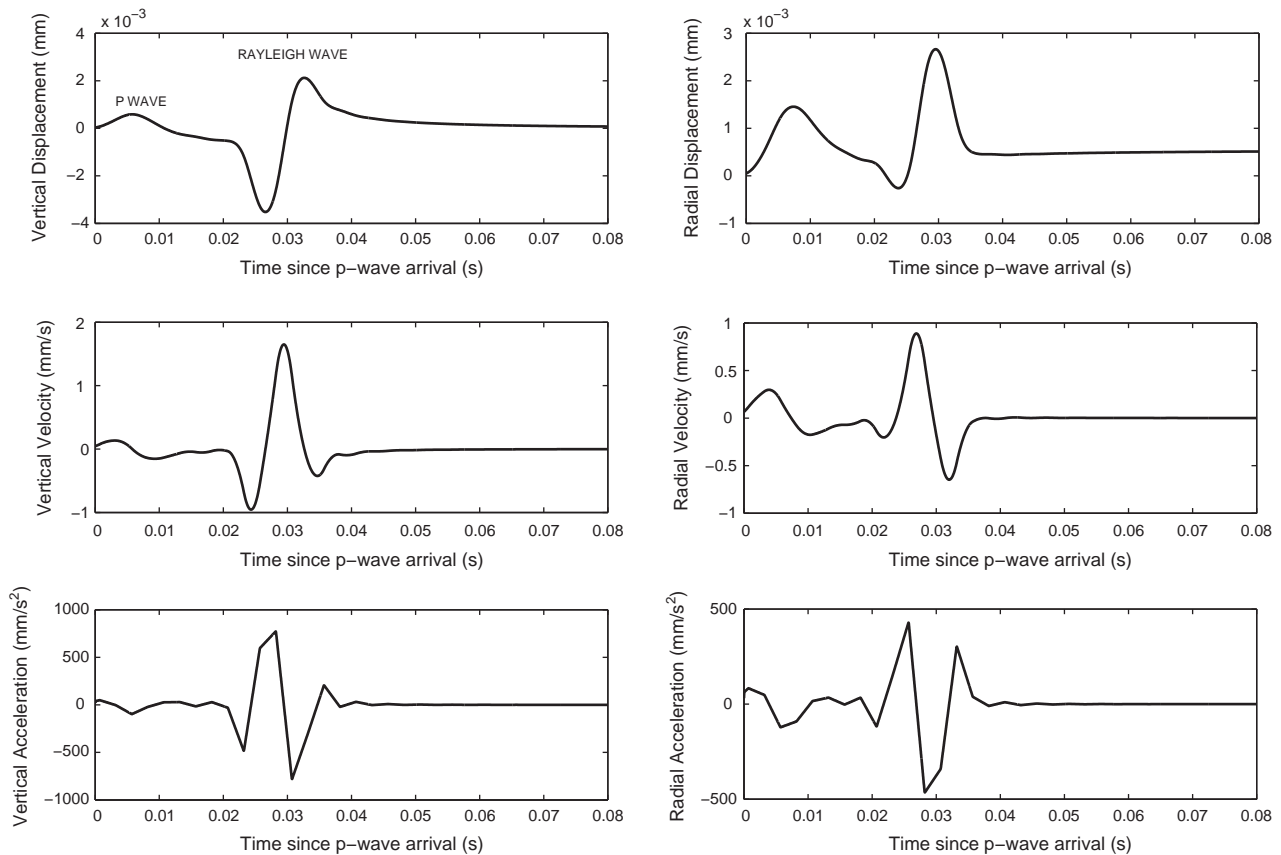 x 10⁻³
4
2
0
−2
−4
Vertical Displacement (mm)
P WAVE
RAYLEIGH WAVE
0 0.01 0.02 0.03 0.04 0.05 0.06 0.07 0.08
Time since p−wave arrival (s)
x 10⁻³
3
2
1
0
−1
Radial Displacement (mm)
0 0.01 0.02 0.03 0.04 0.05 0.06 0.07 0.08
Time since p−wave arrival (s)
2
1
0
−1
Vertical Velocity (mm/s)
0 0.01 0.02 0.03 0.04 0.05 0.06 0.07 0.08
Time since p−wave arrival (s)
1
0.5
0
−0.5
−1
Radial Velocity (mm/s)
0 0.01 0.02 0.03 0.04 0.05 0.06 0.07 0.08
Time since p−wave arrival (s)
1000
500
0
−500
−1000
Vertical Acceleration (mm/s²)
0 0.01 0.02 0.03 0.04 0.05 0.06 0.07 0.08
Time since p−wave arrival (s)
500
0
−500
Radial Acceleration (mm/s²)
0 0.01 0.02 0.03 0.04 0.05 0.06 0.07 0.08
Time since p−wave arrival (s)